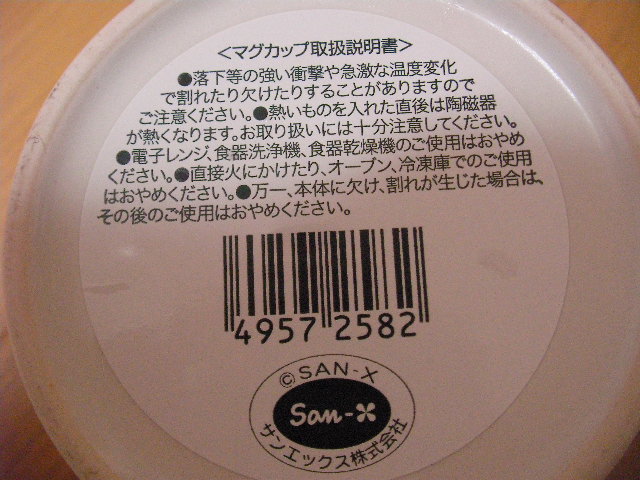 ＜マグカップ取扱説明書＞
●落下等の強い衝撃や急激な温度変化
で割れたり欠けたりすることがありますので
ご注意ください。●熱いものを入れた直後は陶磁器
が熱くなります。お取り扱いには十分注意してください。
●電子レンジ、食器洗浄機、食器乾燥機のご使用はおやめ
ください。●直接火にかけたり、オーブン、冷凍庫でのご使用
はおやめください。●万一、本体に欠け、割れが生じた場合は、
その後のご使用はおやめください。
4957 2582
©SAN-X
San-X
サンエックス株式会社